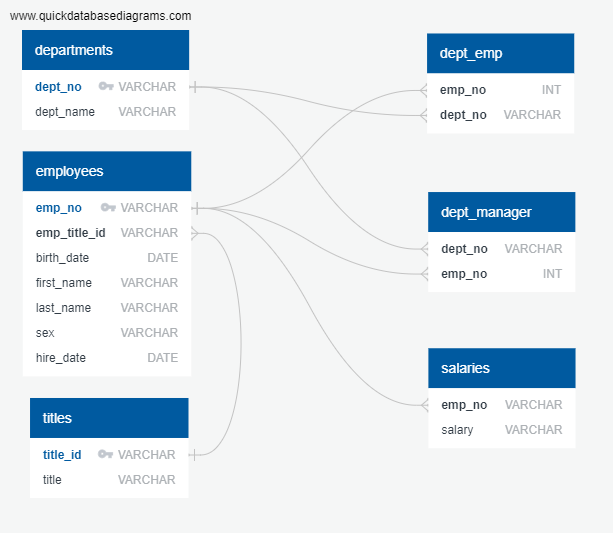 www.quickdatabasediagrams.com
departments
dept_no VARCHAR
dept_name VARCHAR
employees
emp_no VARCHAR
emp_title_id VARCHAR
birth_date DATE
first_name VARCHAR
last_name VARCHAR
sex VARCHAR
hire_date DATE
titles
title_id VARCHAR
title VARCHAR
dept_emp
emp_no INT
dept_no VARCHAR
dept_manager
dept_no VARCHAR
emp_no INT
salaries
emp_no VARCHAR
salary VARCHAR